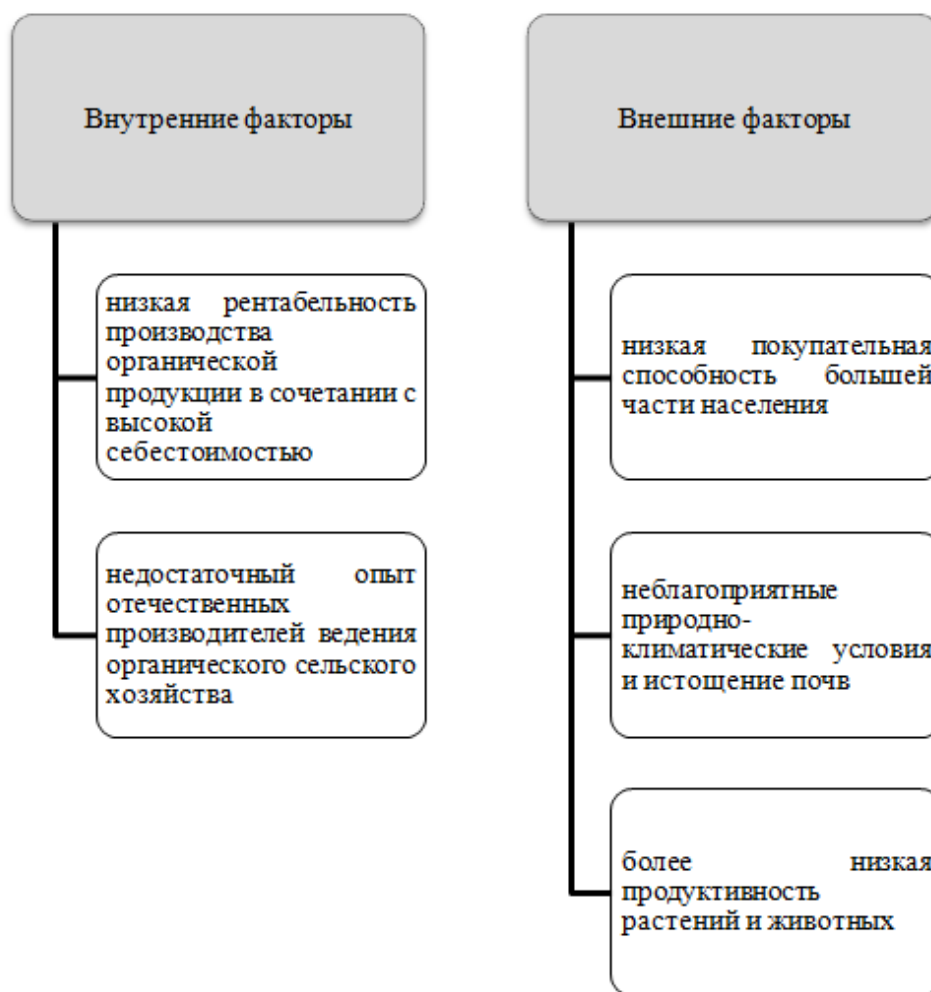 Внутренние факторы
низкая рентабельность
производства
органической
продукции в сочетании с
высокой
себестоимостью
недостаточный опыт
отечественных
производителей ведения
органического сельского
хозяйства
Внешние факторы
низкая покупательная
способность большей
части населения
неблагоприятные
природно-
климатические условия
и истощение почв
более низкая
продуктивность
растений и животных